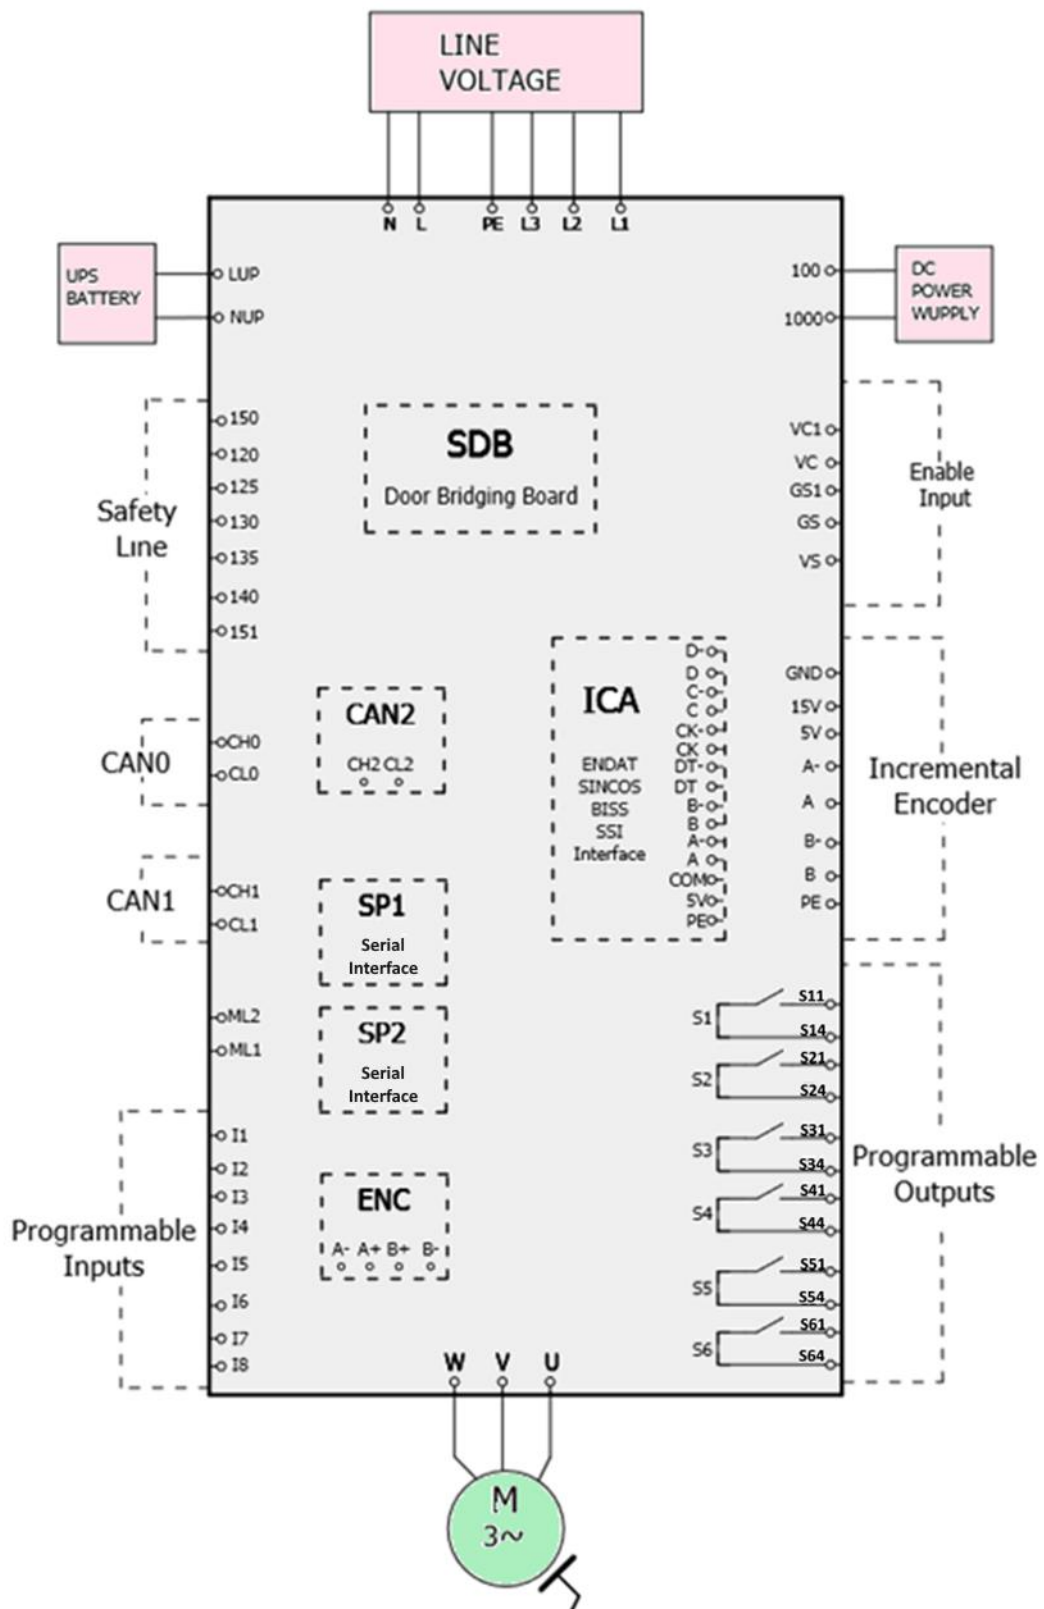 LINE
VOLTAGE
N L PE L3 L2 L1
UPS
BATTERY
LUP
NUP
100
1000
DC
POWER
WUPPLY
Safety
Line
150
120
125
130
135
140
151
SDB
Door Bridging Board
VC1
VC
GS1
GS
VS
Enable
Input
CAN0
CH0
CL0
CAN2
CH2 CL2
CAN1
CH1
CL1
SP1
Serial
Interface
ML2
ML1
SP2
Serial
Interface
ICA
ENDAT
SINCOS
BISS
SSI
Interface
D-
D
C-
C
CK-
CK
DT-
DT
B-
B
A-
A
COM
5V
PE
GND
15V
5V
A-
A
B-
B
PE
Incremental
Encoder
Programmable
Inputs
I1
I2
I3
I4
I5
I6
I7
I8
ENC
A- A+ B+ B-
S1
S11
S14
S2
S21
S24
S3
S31
S34
S4
S41
S44
S5
S51
S54
S6
S61
S64
Programmable
Outputs
W V U
M
3~